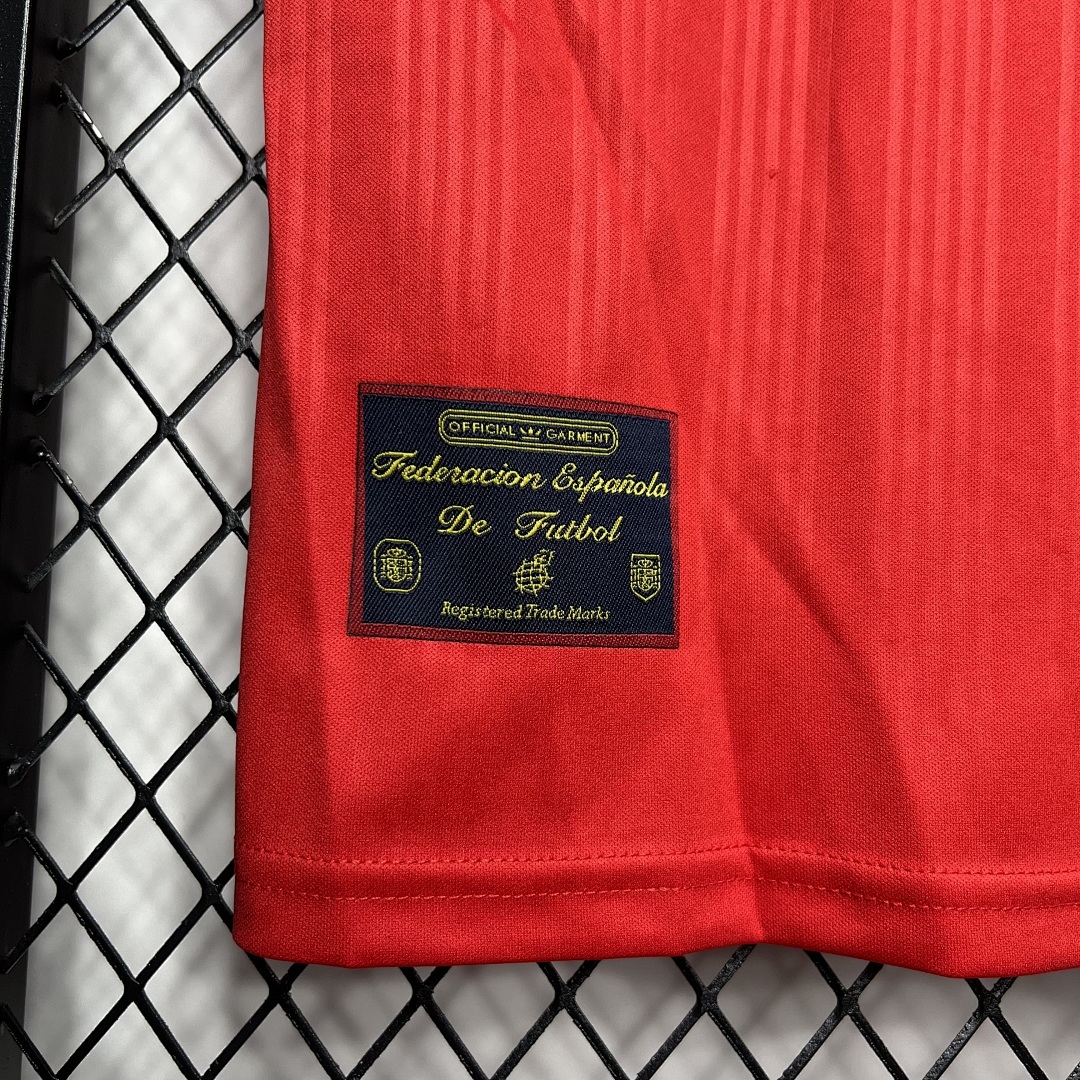 OFFICIAL GARMENT
Federacion Española
De Futbol
Registered Trade Marks